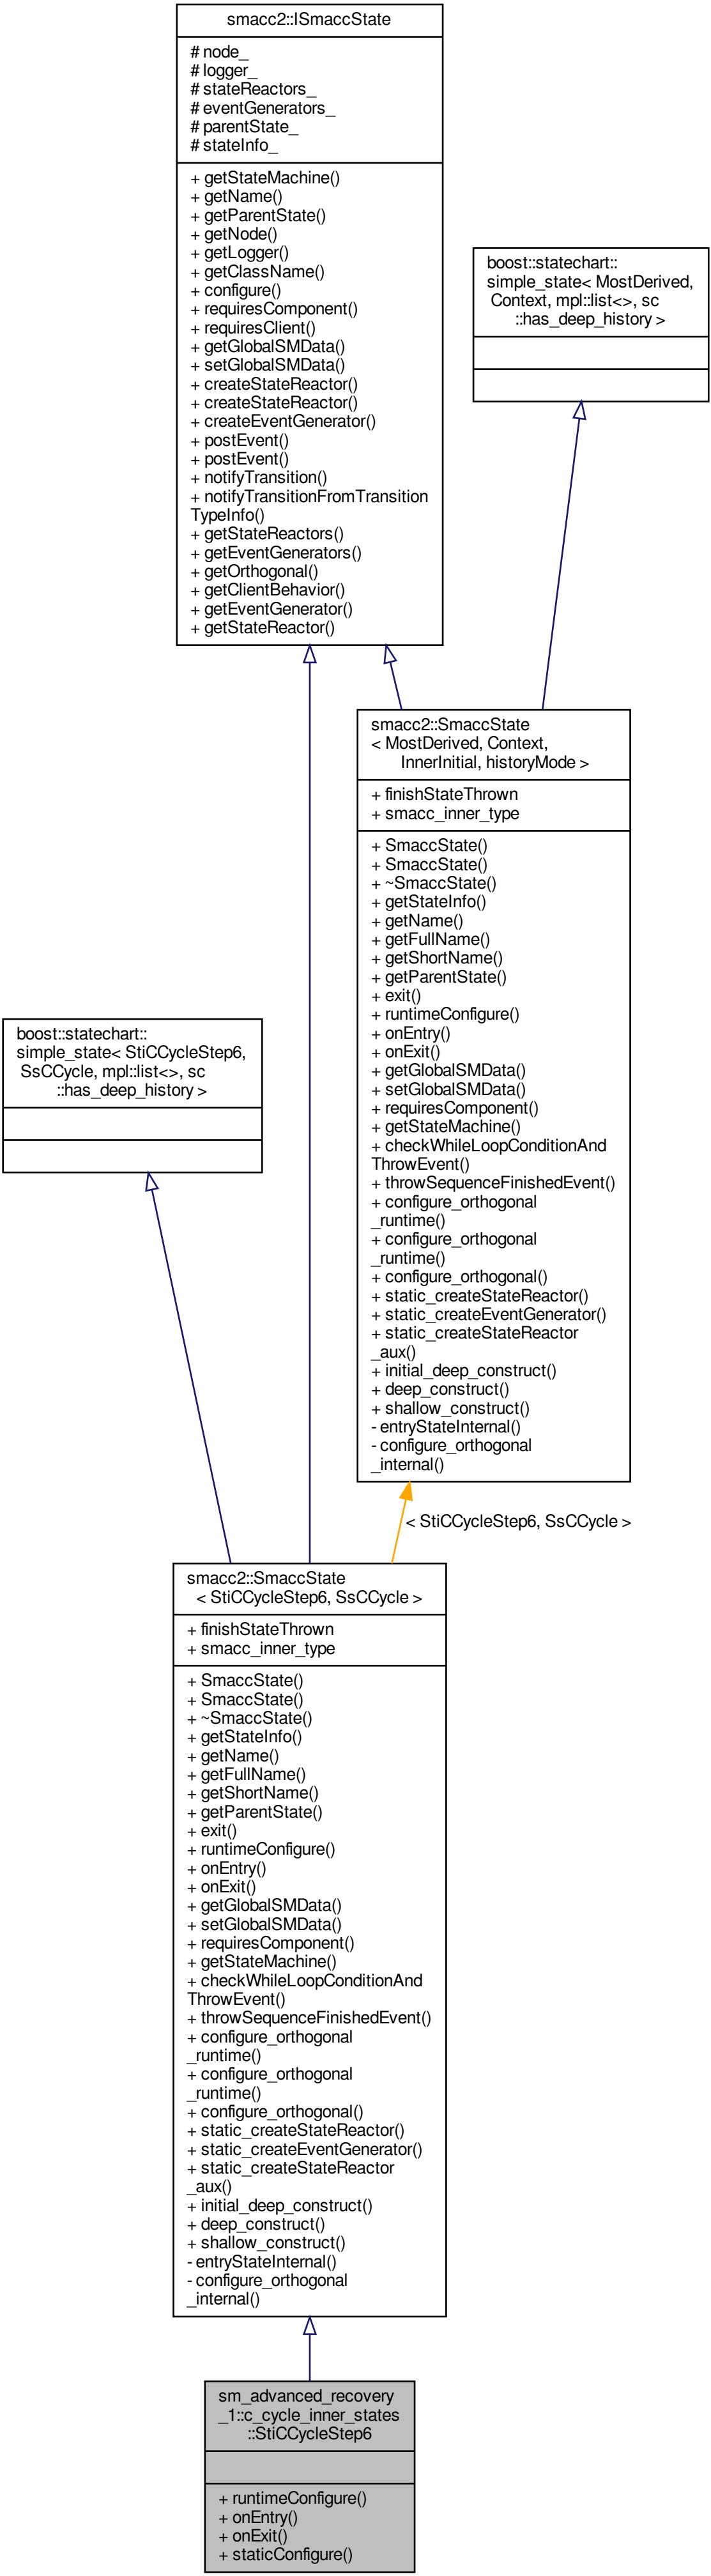 smacc2::ISmaccState
# node_
# logger_
# stateReactors_
# eventGenerators_
# parentState_
# stateInfo_
+ getStateMachine()
+ getName()
+ getParentState()
+ getNode()
+ getLogger()
+ getClassName()
+ configure()
+ requiresComponent()
+ requiresClient()
+ getGlobalSMData()
+ setGlobalSMData()
+ createStateReactor()
+ createStateReactor()
+ createEventGenerator()
+ postEvent()
+ postEvent()
+ notifyTransition()
+ notifyTransitionFromTransition
TypeInfo()
+ getStateReactors()
+ getEventGenerators()
+ getOrthogonal()
+ getClientBehavior()
+ getEventGenerator()
+ getStateReactor()
boost::statechart::
simple_state< MostDerived,
Context, mpl::list<>, sc
::has_deep_history >
smacc2::SmaccState
< MostDerived, Context,
InnerInitial, historyMode >
+ finishStateThrown
+ smacc_inner_type
+ SmaccState()
+ SmaccState()
+ ~SmaccState()
+ getStateInfo()
+ getName()
+ getFullName()
+ getShortName()
+ getParentState()
+ exit()
+ runtimeConfigure()
+ onEntry()
+ onExit()
+ getGlobalSMData()
+ setGlobalSMData()
+ requiresComponent()
+ getStateMachine()
+ checkWhileLoopConditionAnd
ThrowEvent()
+ throwSequenceFinishedEvent()
+ configure_orthogonal
_runtime()
+ configure_orthogonal
_runtime()
+ configure_orthogonal()
+ static_createStateReactor()
+ static_createEventGenerator()
+ static_createStateReactor
_aux()
+ initial_deep_construct()
+ deep_construct()
+ shallow_construct()
- entryStateInternal()
- configure_orthogonal
_internal()
boost::statechart::
simple_state< StiCCycleStep6,
SsCCycle, mpl::list<>, sc
::has_deep_history >
< StiCCycleStep6, SsCCycle >
smacc2::SmaccState
< StiCCycleStep6, SsCCycle >
+ finishStateThrown
+ smacc_inner_type
+ SmaccState()
+ SmaccState()
+ ~SmaccState()
+ getStateInfo()
+ getName()
+ getFullName()
+ getShortName()
+ getParentState()
+ exit()
+ runtimeConfigure()
+ onEntry()
+ onExit()
+ getGlobalSMData()
+ setGlobalSMData()
+ requiresComponent()
+ getStateMachine()
+ checkWhileLoopConditionAnd
ThrowEvent()
+ throwSequenceFinishedEvent()
+ configure_orthogonal
_runtime()
+ configure_orthogonal
_runtime()
+ configure_orthogonal()
+ static_createStateReactor()
+ static_createEventGenerator()
+ static_createStateReactor
_aux()
+ initial_deep_construct()
+ deep_construct()
+ shallow_construct()
- entryStateInternal()
- configure_orthogonal
_internal()
sm_advanced_recovery
_1::c_cycle_inner_states
::StiCCycleStep6
+ runtimeConfigure()
+ onEntry()
+ onExit()
+ staticConfigure()